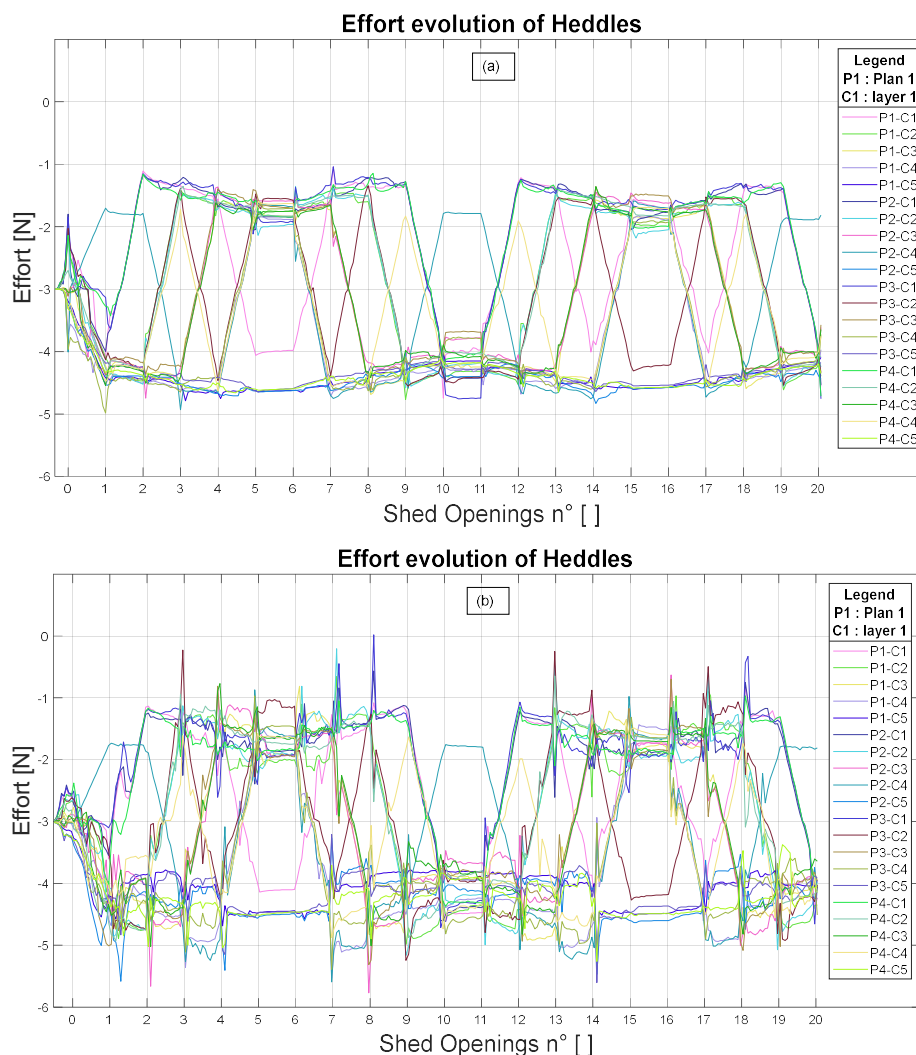 Effort evolution of Heddles
(a)
Legend
P1 : Plan 1
C1 : layer 1
P1-C1
P1-C2
P1-C3
P1-C4
P1-C5
P2-C1
P2-C2
P2-C3
P2-C4
P2-C5
P3-C1
P3-C2
P3-C3
P3-C4
P3-C5
P4-C1
P4-C2
P4-C3
P4-C4
P4-C5
Effort [N]
0
-1
-2
-3
-4
-5
-6
0 1 2 3 4 5 6 7 8 9 10 11 12 13 14 15 16 17 18 19 20
Shed Openings n° [ ]
Effort evolution of Heddles
(b)
Legend
P1 : Plan 1
C1 : layer 1
P1-C1
P1-C2
P1-C3
P1-C4
P1-C5
P2-C1
P2-C2
P2-C3
P2-C4
P2-C5
P3-C1
P3-C2
P3-C3
P3-C4
P3-C5
P4-C1
P4-C2
P4-C3
P4-C4
P4-C5
Effort [N]
0
-1
-2
-3
-4
-5
-6
0 1 2 3 4 5 6 7 8 9 10 11 12 13 14 15 16 17 18 19 20
Shed Openings n° [ ]